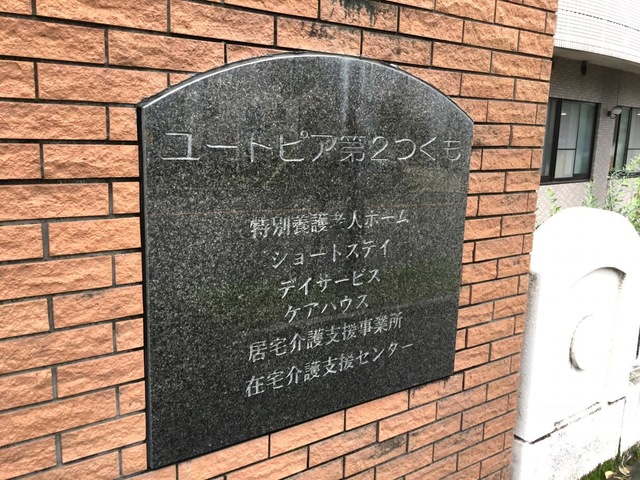 ユートピア第2つくも
特別養護老人ホーム
ショートステイ
デイサービス
ケアハウス
居宅介護支援事業所
在宅介護支援センター